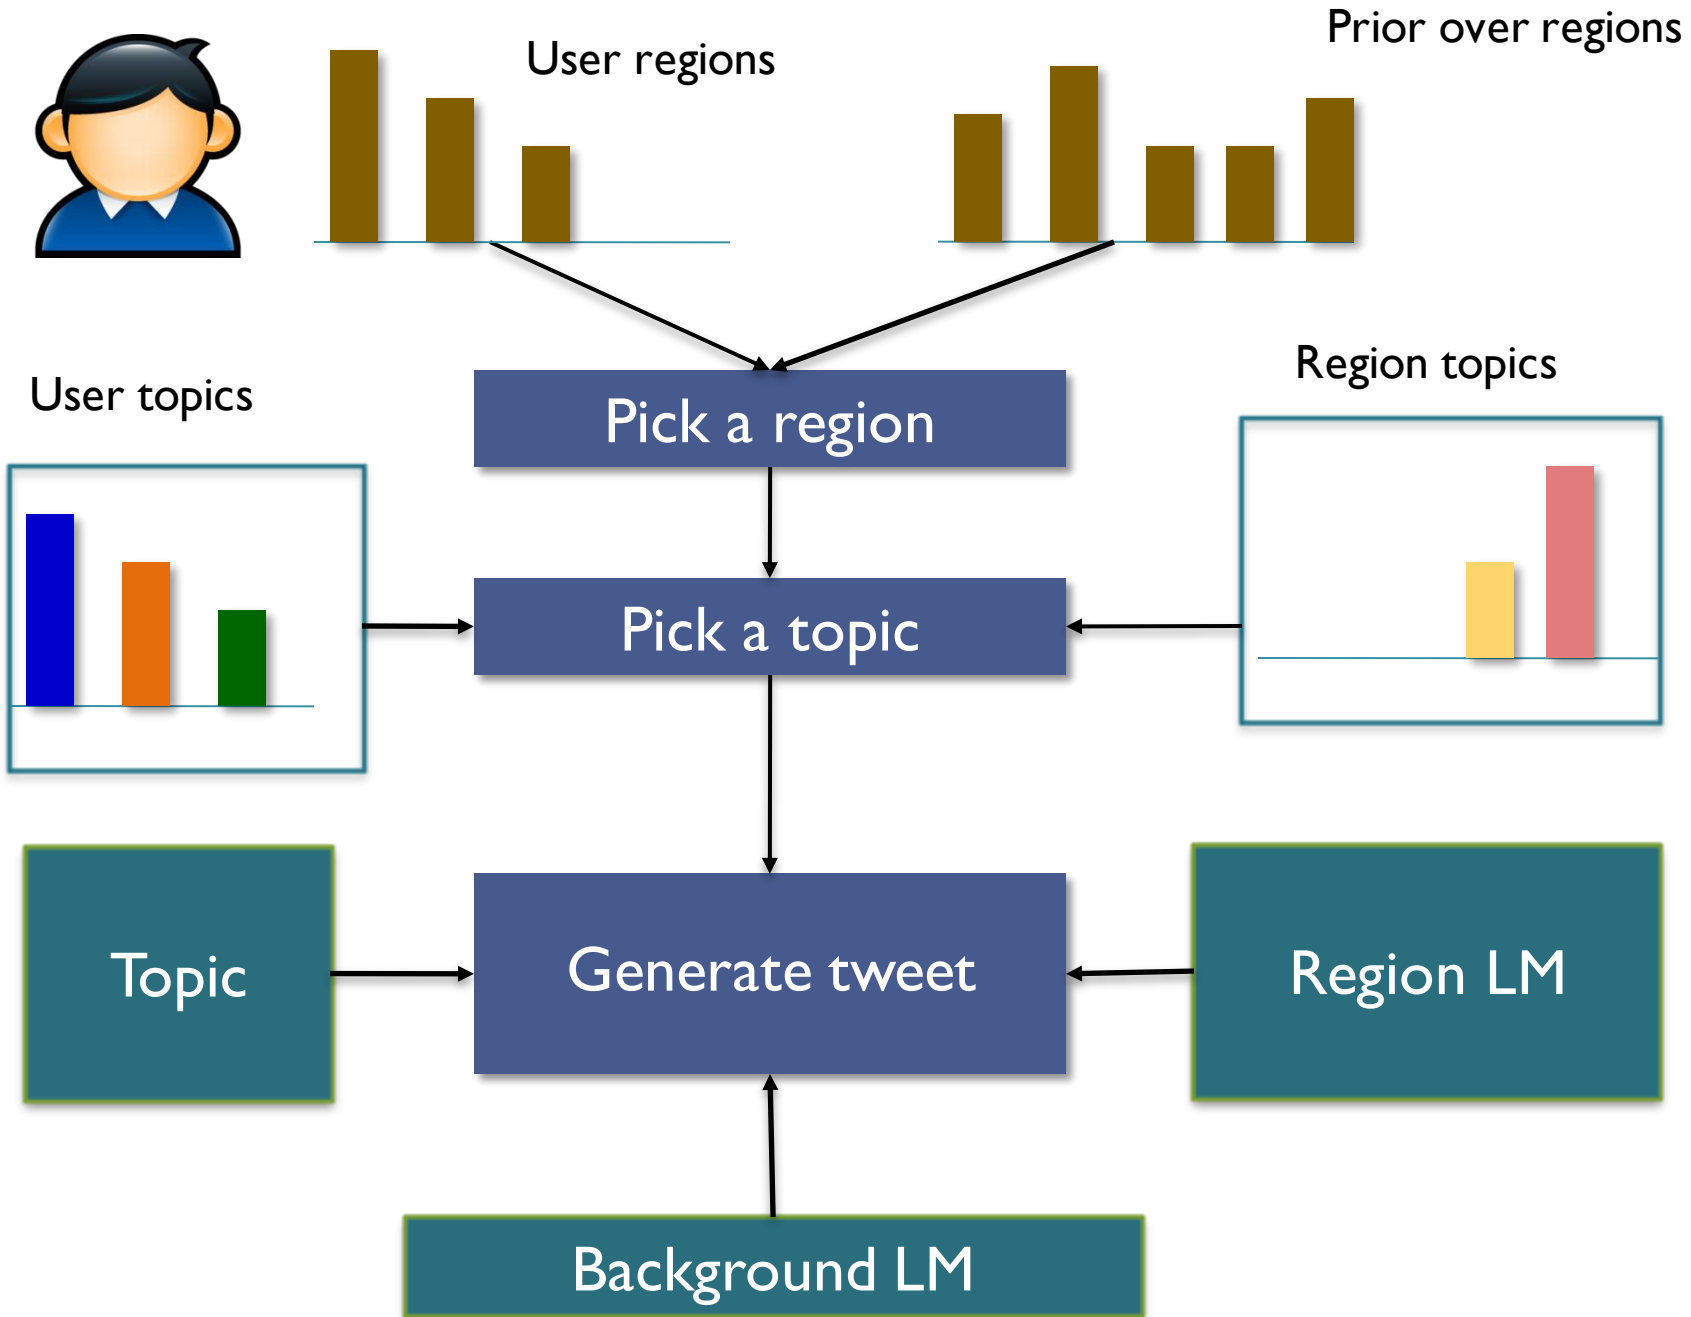 User regions
Prior over regions
Pick a region
User topics
Region topics
Pick a topic
Topic
Generate tweet
Region LM
Background LM